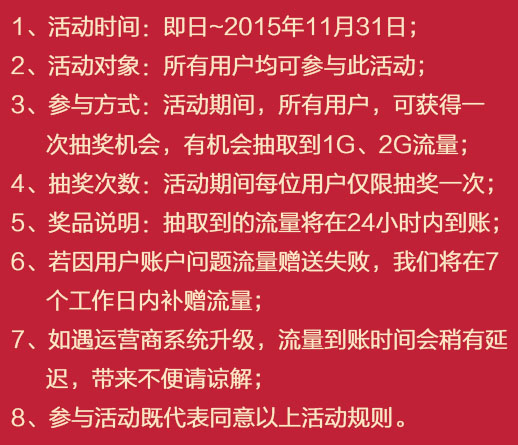 1、活动时间：即日~2015年11月31日；
2、活动对象：所有用户均可参与此活动；
3、参与方式：活动期间，所有用户，可获得一
次抽奖机会，有机会抽取到1G、2G流量；
4、抽奖次数：活动期间每位用户仅限抽奖一次；
5、奖品说明：抽取到的流量将在24小时内到账；
6、若因用户账户问题流量赠送失败，我们将在7
个工作日内补赠流量；
7、如遇运营商系统升级，流量到账时间会稍有延
迟，带来不便请谅解；
8、参与活动既代表同意以上活动规则。